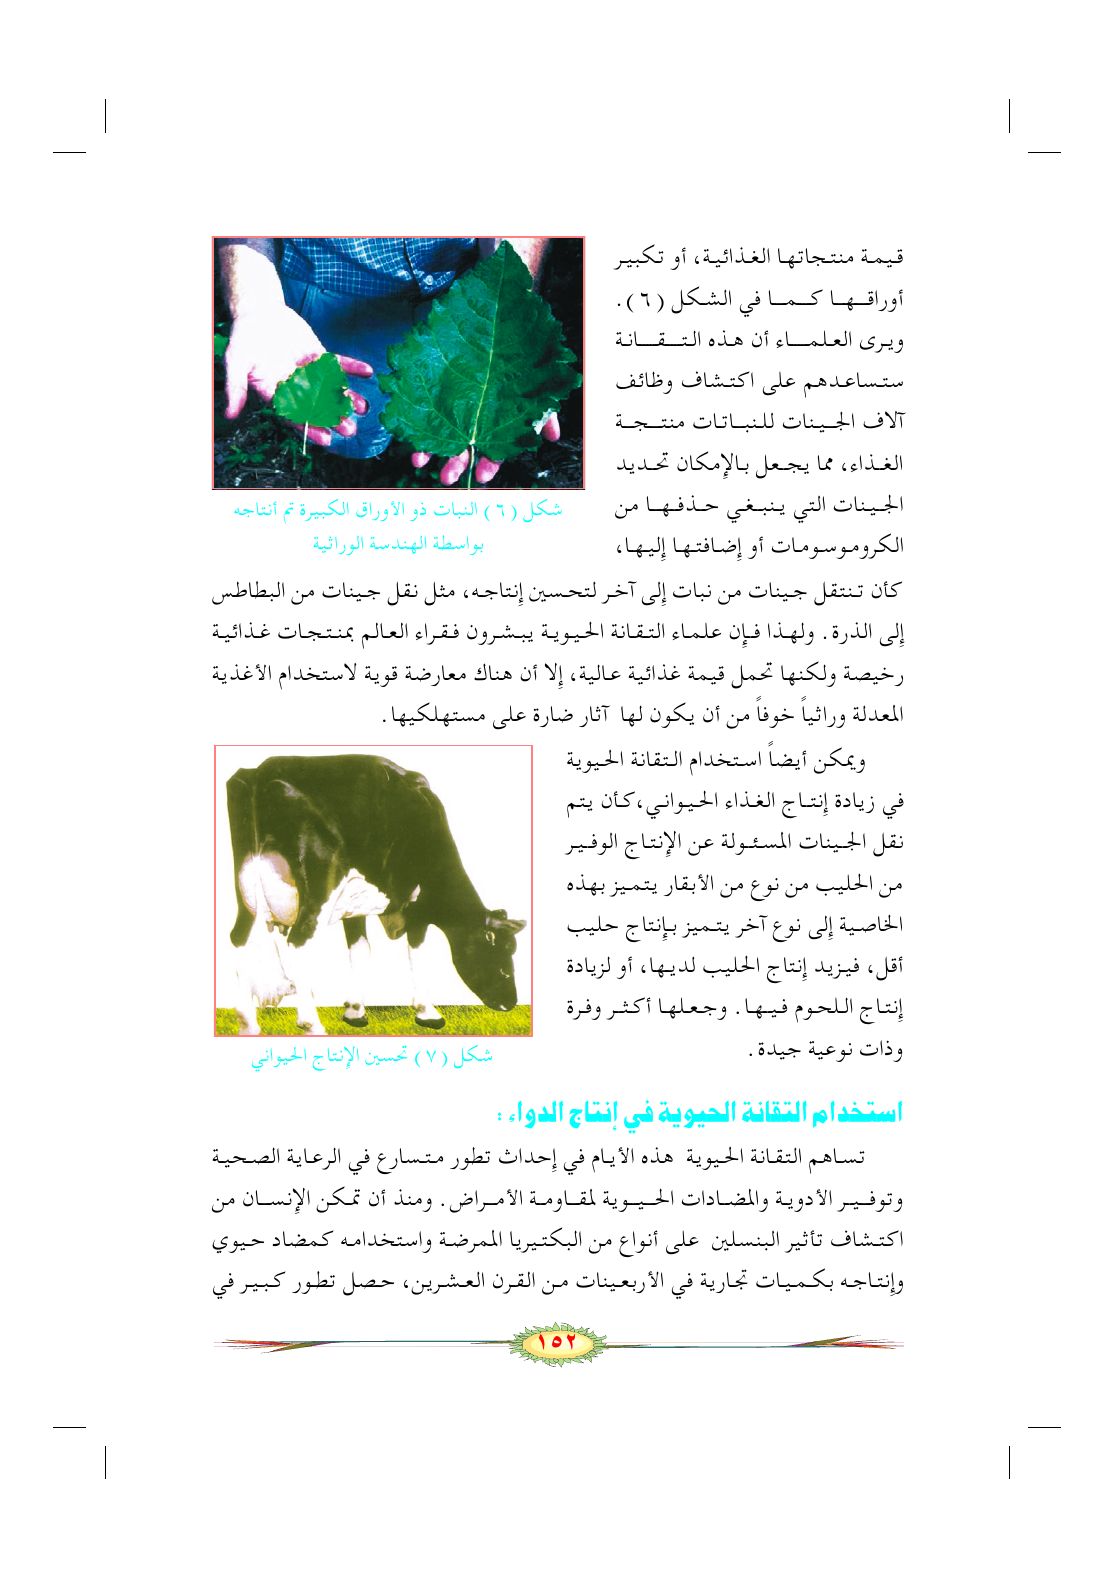 قيمة منتجاتها الغذائية، أو تكبير
أوراقها كما في الشكل (٦).
ويرى العلماء أن هذه التقانة
ستساعدهم على اكتشاف وظائف
آلاف الجينات للنباتات منتجة
الغذاء، مما يجعل بالإمكان تحديد
الجينات التي ينبغي حذفها من
الكروموسومات أو إضافتها إليها،
شكل (٦) النبات ذو الأوراق الكبيرة تم أنتاجه
بواسطة الهندسة الوراثية
كأن تنتقل جينات من نبات إلى آخر لتحسين إنتاجه، مثل نقل جينات من البطاطس
إلى الذرة. ولهذا فإن علماء التقانة الحيوية يبشرون فقراء العالم بمنتجات غذائية
رخيصة ولكنها تحمل قيمة غذائية عالية، إلا أن هناك معارضة قوية لاستخدام الأغذية
المعدلة وراثياً خوفاً من أن يكون لها آثار ضارة على مستهلكيها.
ويمكن أيضاً استخدام التقانة الحيوية
في زيادة إنتاج الغذاء الحيواني،كأن يتم
نقل الجينات المسئولة عن الإنتاج الوفير
من الحليب من نوع من الأبقار يتميز بهذه
الخاصية إلى نوع آخر يتميز بإنتاج حليب
أقل، فيزيد إنتاج الحليب لديها، أو لزيادة
إنتاج اللحوم فيها. وجعلها أكثر وفرة
وذات نوعية جيدة.
شكل (٧) تحسين الإنتاج الحيواني
استخدام التقانة الحيوية في إنتاج الدواء :
تساهم التقانة الحيوية هذه الأيام في إحداث تطور متسارع في الرعاية الصحية
وتوفير الأدوية والمضادات الحيوية لمقاومة الأمراض. ومنذ أن تمكن الإنسان من
اكتشاف تأثير البنسلين على أنواع من البكتيريا الممرضة واستخدامه كمضاد حيوي
وإنتاجه بكميات تجارية في الأربعينات من القرن العشرين، حصل تطور كبير في
١٥٢